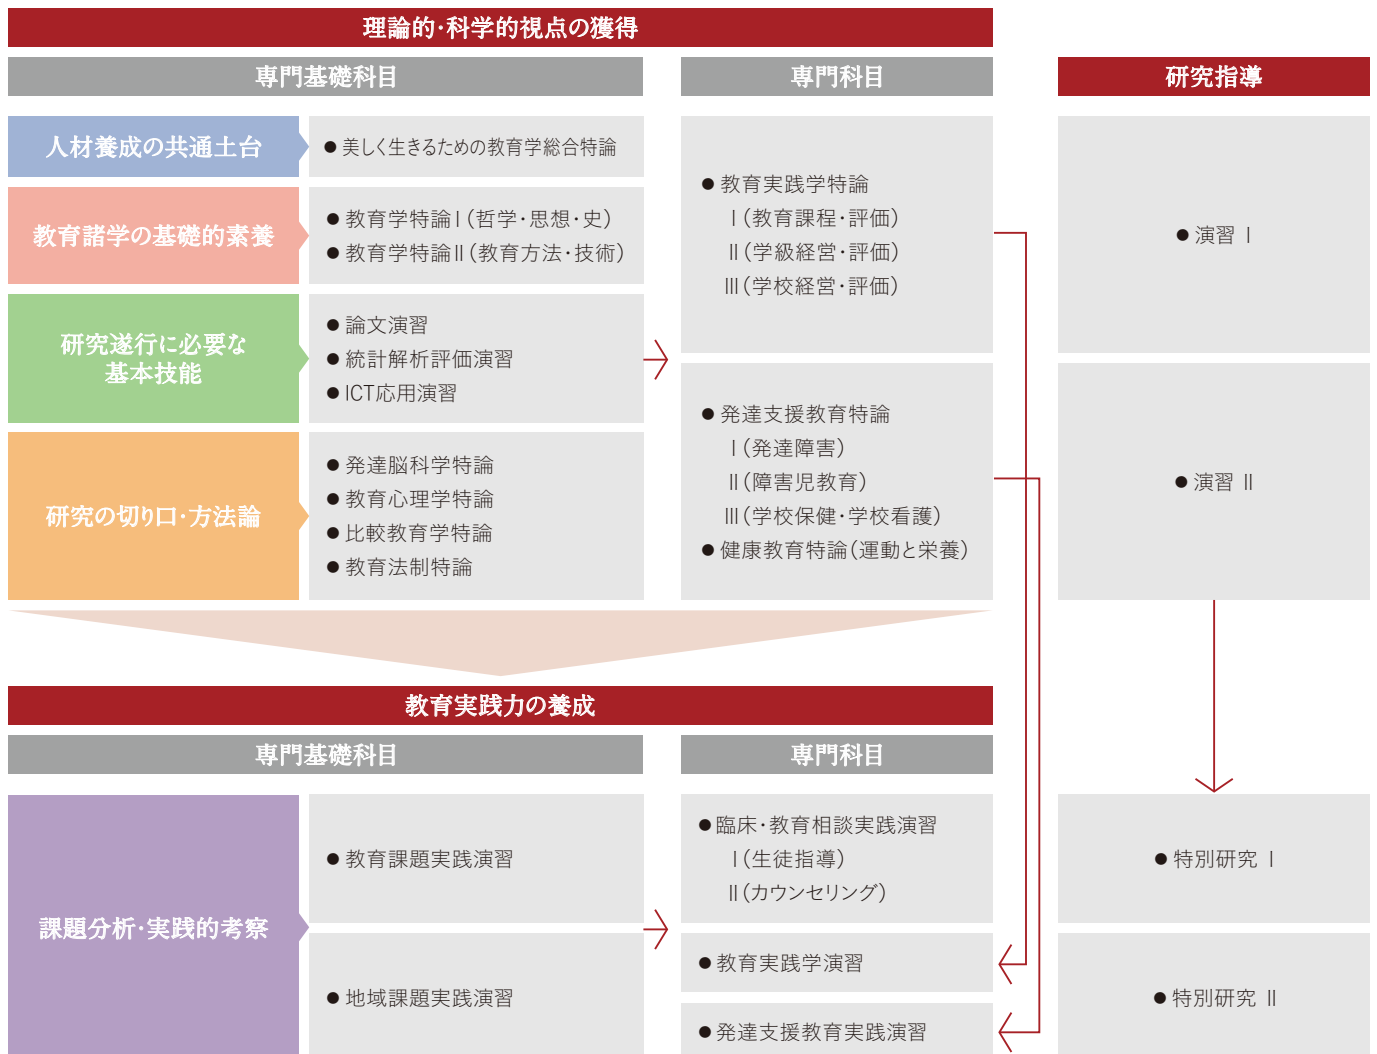 理論的・科学的視点の獲得
専門基礎科目
専門科目
研究指導
人材養成の共通土台
● 美しく生きるための教育学総合特論
教育諸学の基礎的素養
● 教育学特論Ⅰ（哲学・思想・史）
● 教育学特論Ⅱ（教育方法・技術）
研究遂行に必要な
基本技能
● 論文演習
● 統計解析評価演習
● ICT応用演習
研究の切り口・方法論
● 発達脳科学特論
● 教育心理学特論
● 比較教育学特論
● 教育法制特論
● 教育実践学特論
Ⅰ（教育課程・評価）
Ⅱ（学級経営・評価）
Ⅲ（学校経営・評価）
● 発達支援教育特論
Ⅰ（発達障害）
Ⅱ（障害児教育）
Ⅲ（学校保健・学校看護）
● 健康教育特論（運動と栄養）
● 演習 Ⅰ
● 演習 Ⅱ
教育実践力の養成
専門基礎科目
専門科目
課題分析・実践的考察
● 教育課題実践演習
● 地域課題実践演習
● 臨床・教育相談実践演習
Ⅰ（生徒指導）
Ⅱ（カウンセリング）
● 教育実践学演習
● 発達支援教育実践演習
● 特別研究 Ⅰ
● 特別研究 Ⅱ